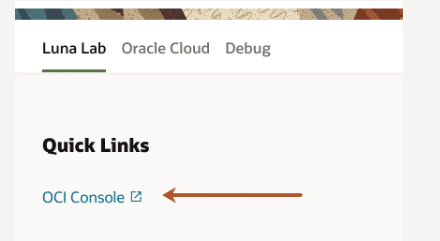 Luna Lab Oracle Cloud Debug
Quick Links
OCI Console